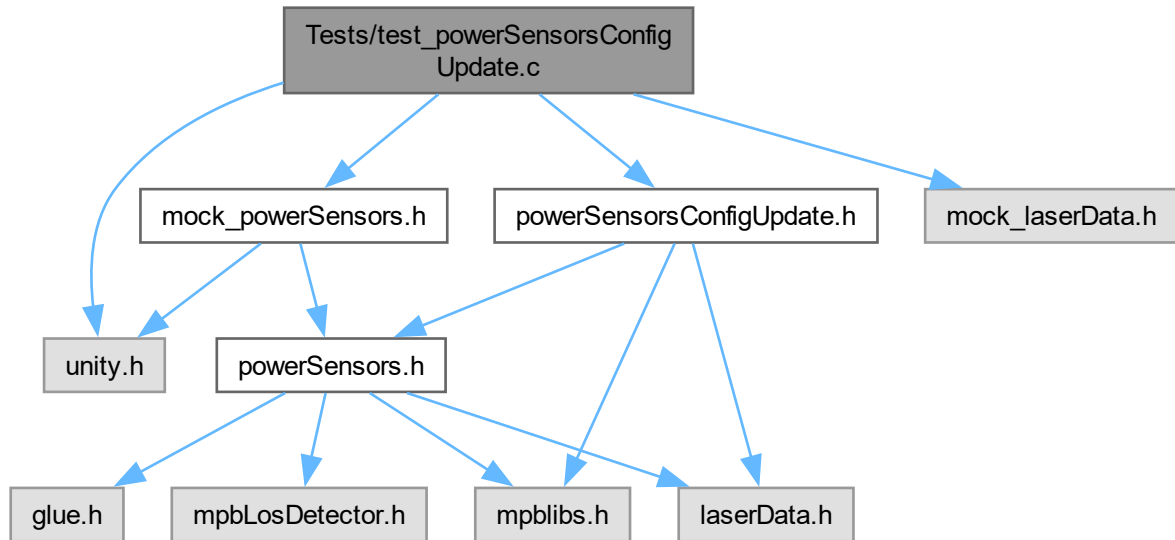 Tests/test_powerSensorsConfig
Update.c
mock_powerSensors.h
powerSensorsConfigUpdate.h
mock_laserData.h
unity.h
powerSensors.h
glue.h
mpbLosDetector.h
mpblibs.h
laserData.h